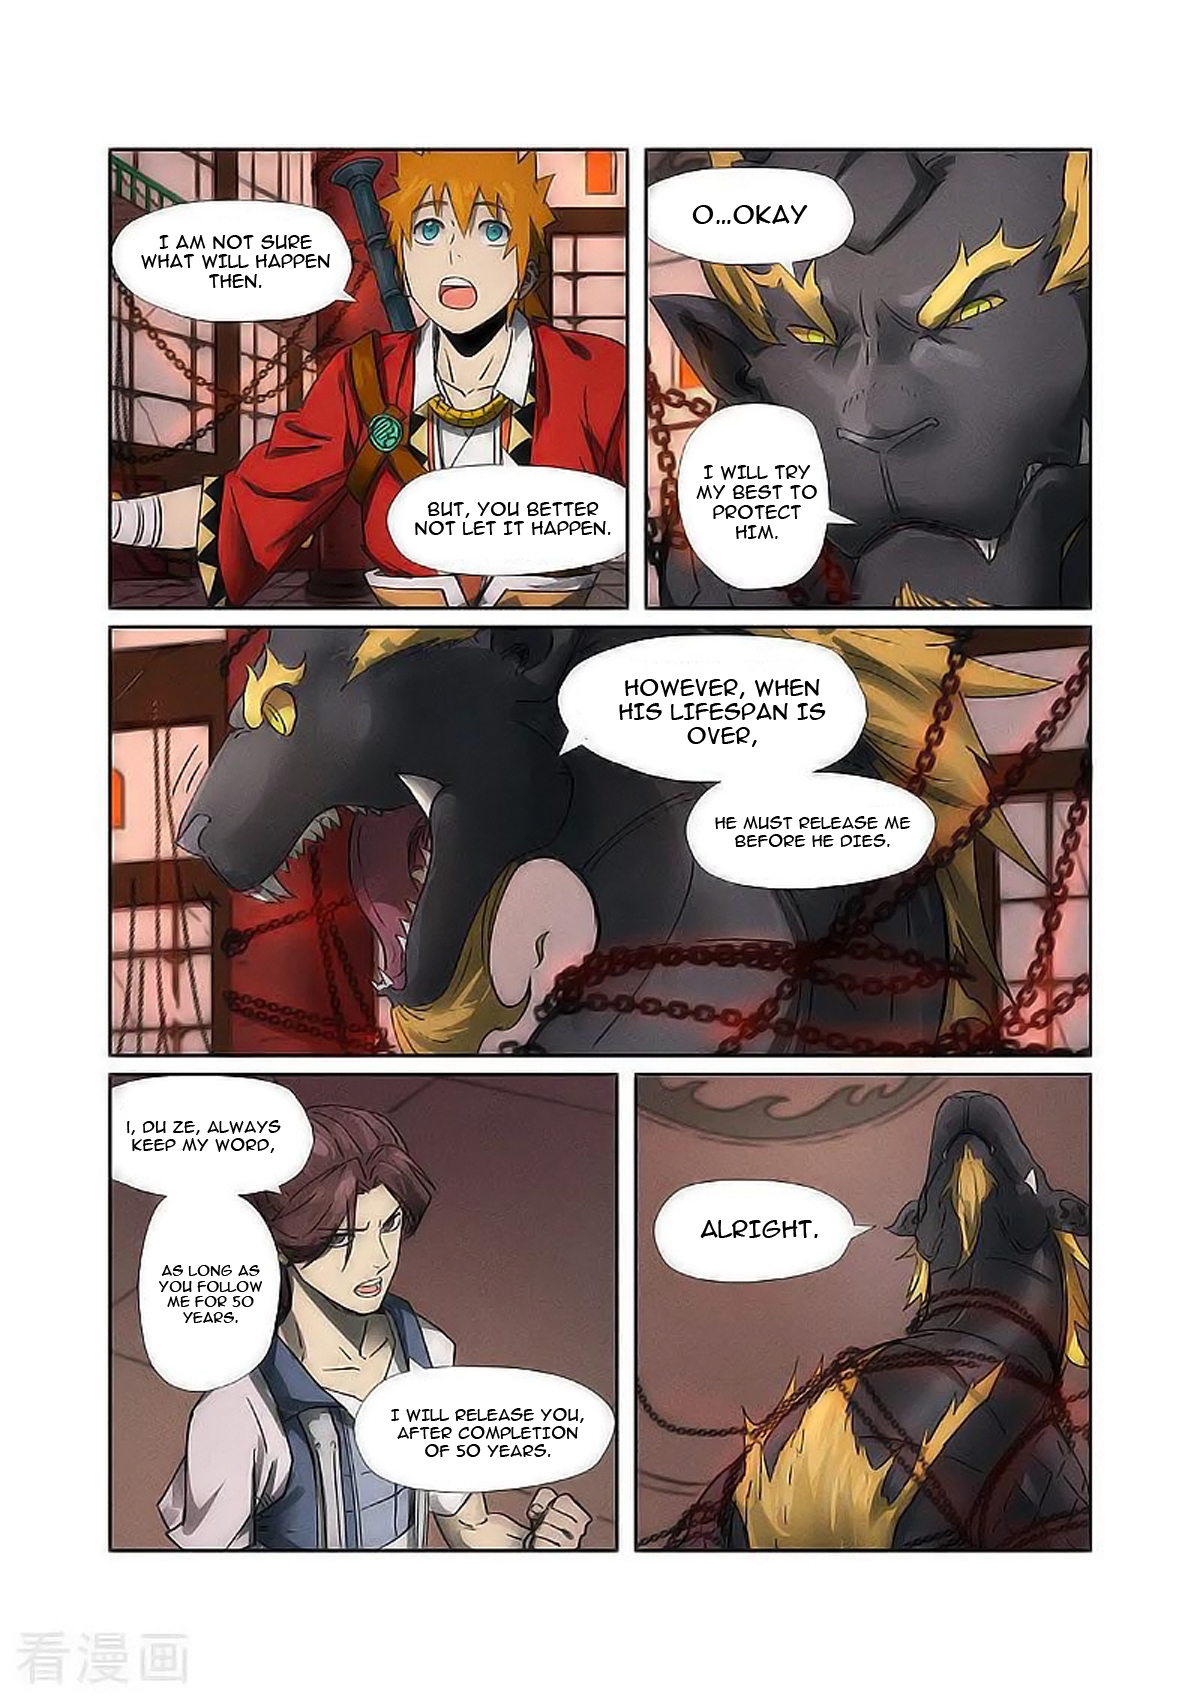 I AM NOT SURE
WHAT WILL HAPPEN
THEN.
BUT, YOU BETTER
NOT LET IT HAPPEN.
O...OKAY
I WILL TRY
MY BEST TO
PROTECT
HIM.
HOWEVER, WHEN
HIS LIFESPAN IS
OVER,
HE MUST RELEASE ME
BEFORE HE DIES.
I, DU ZE, ALWAYS
KEEP MY WORD,
AS LONG AS
YOU FOLLOW
ME FOR 50
YEARS.
I WILL RELEASE YOU,
AFTER COMPLETION
OF 50 YEARS.
ALRIGHT.
看漫画